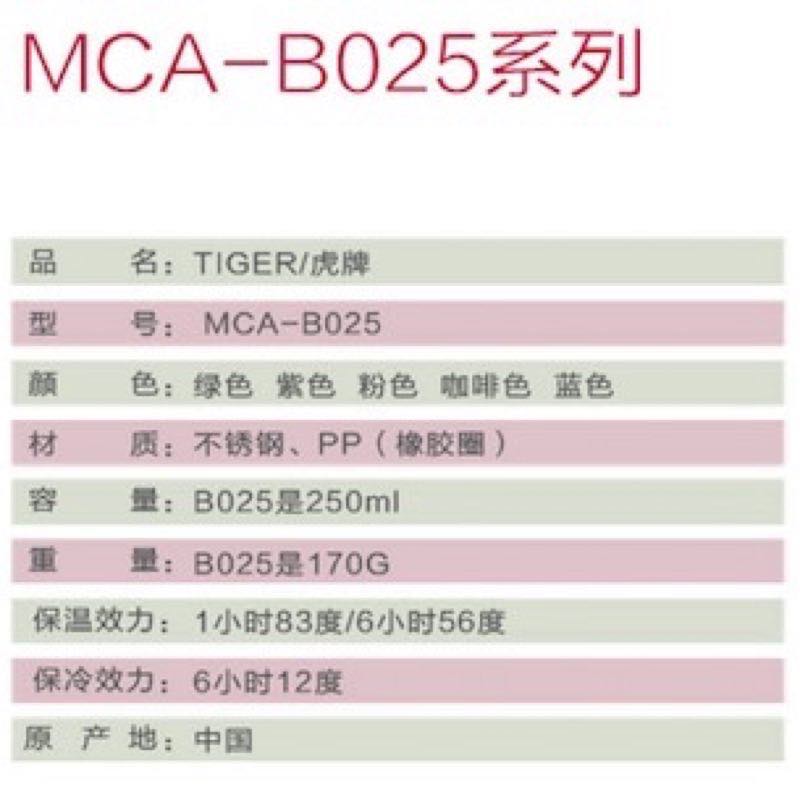 MCA-B025系列
品 名：TIGER/虎牌
型 号： MCA-B025
颜 色：绿色 紫色 粉色 咖啡色 蓝色
材 质：不锈钢、PP（橡胶圈）
容 量：B025是250ml
重 量：B025是170G
保温效力：1小时83度/6小时56度
保冷效力：6小时12度
原 产 地：中国